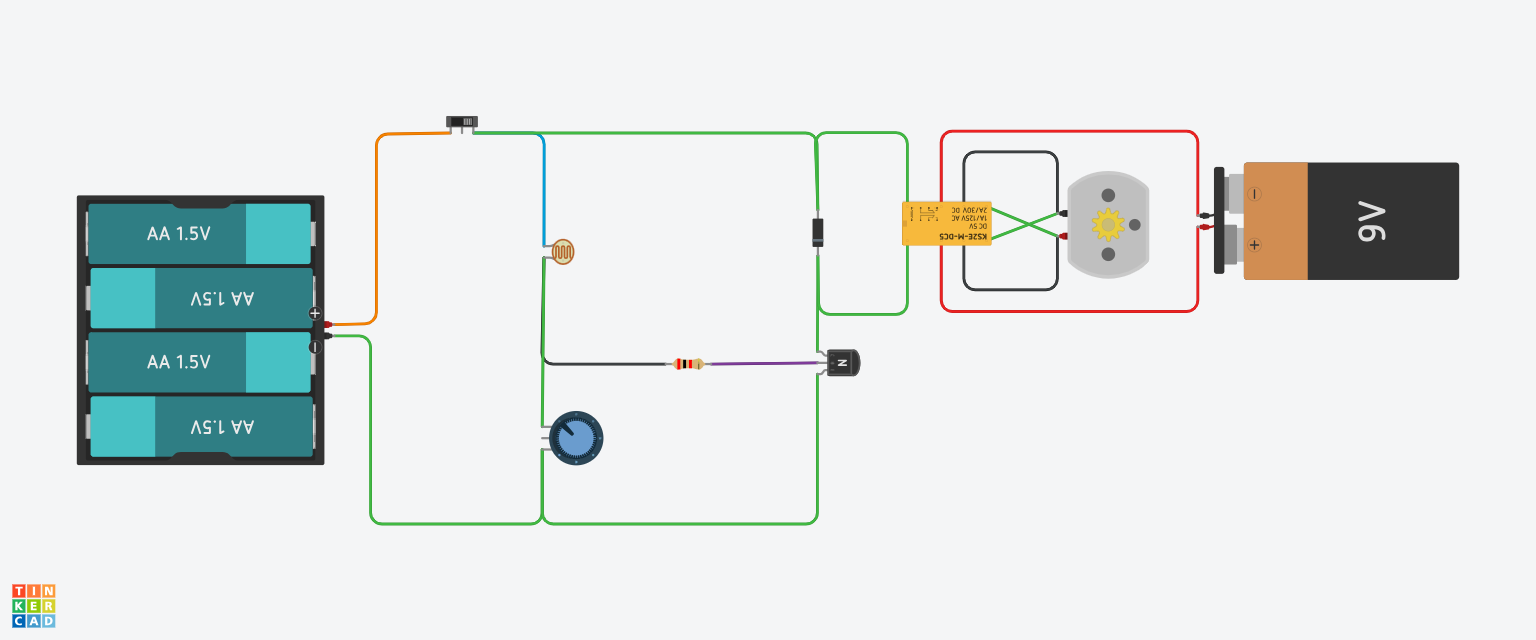 AA 1.5V
AA 1.5V
+
AA 1.5V
−
AA 1.5V
N
KS2E-M-DC5
DC 5V
1A/125V AC
2A/30V DC
−
+
9V
TIN
KER
CAD